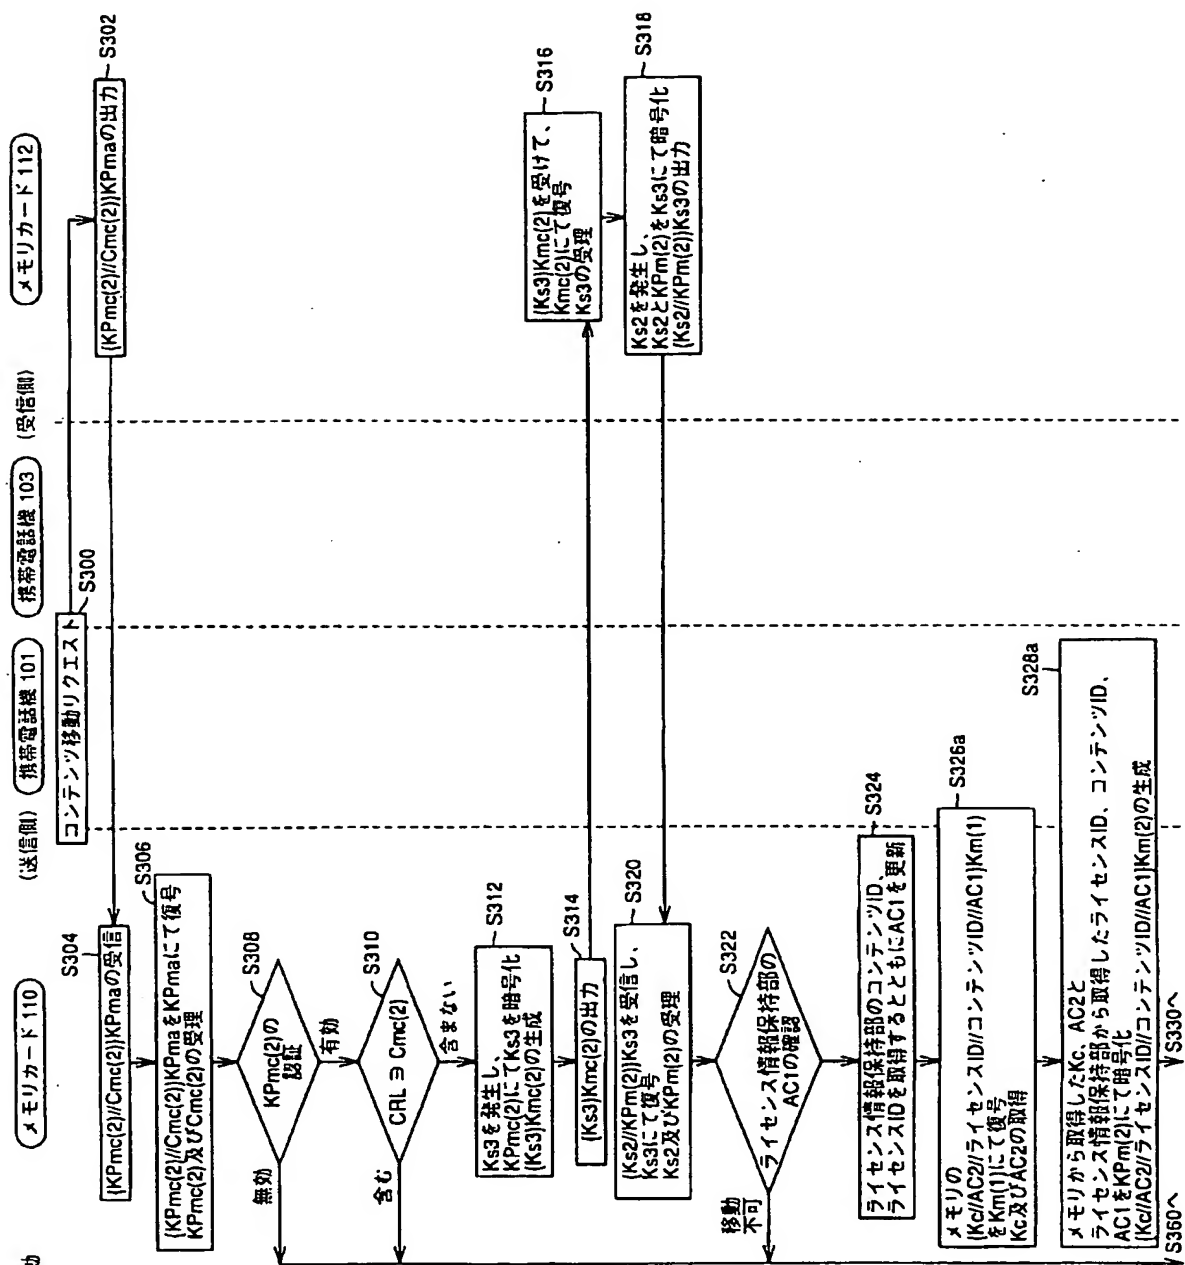 動
メモリカード 110
(送信側)
携帯電話機 101
携帯電話機 103
(受信側)
メモリカード 112
コンテンツ移動リクエスト
S300
S302
{KPmc(2)//Cmc(2)}KPmaの出力
S304
{KPmc(2)//Cmc(2)}KPmaの受信
S306
{KPmc(2)//Cmc(2)}KPmaをKPmaにて復号
KPmc(2)及びCmc(2)の受理
S308
KPmc(2)の
認証
無効
有効
S310
CRL∋Cmc(2)
含む
含まない
S312
Ks3を発生し、
KPmc(2)にてKs3を暗号化
{Ks3}Kmc(2)の生成
S314
{Ks3}Kmc(2)の出力
S316
{Ks3}Kmc(2)を受けて、
Kmc(2)にて復号
Ks3の受理
S318
Ks2を発生し、
Ks2とKPm(2)をKs3にて暗号化
{Ks2//KPm(2)}Ks3の出力
S320
{Ks2//KPm(2)}Ks3を受信し、
Ks3にて復号
Ks2及びKPm(2)の受理
S322
ライセンス情報保持部の
AC1の確認
移動
不可
S324
ライセンス情報保持部のコンテンツID、
ライセンスIDを取得するとともにAC1を更新
S326a
メモリの
{Kc//AC2//ライセンスID//コンテンツID//AC1}Km(1)
をKm(1)にて復号
Kc及びAC2の取得
S328a
メモリから取得したKc、AC2と
ライセンス情報保持部から取得したライセンスID、コンテンツID、
AC1をKPm(2)にて暗号化
{Kc//AC2//ライセンスID//コンテンツID//AC1}Km(2)の生成
S360へ
S330へ